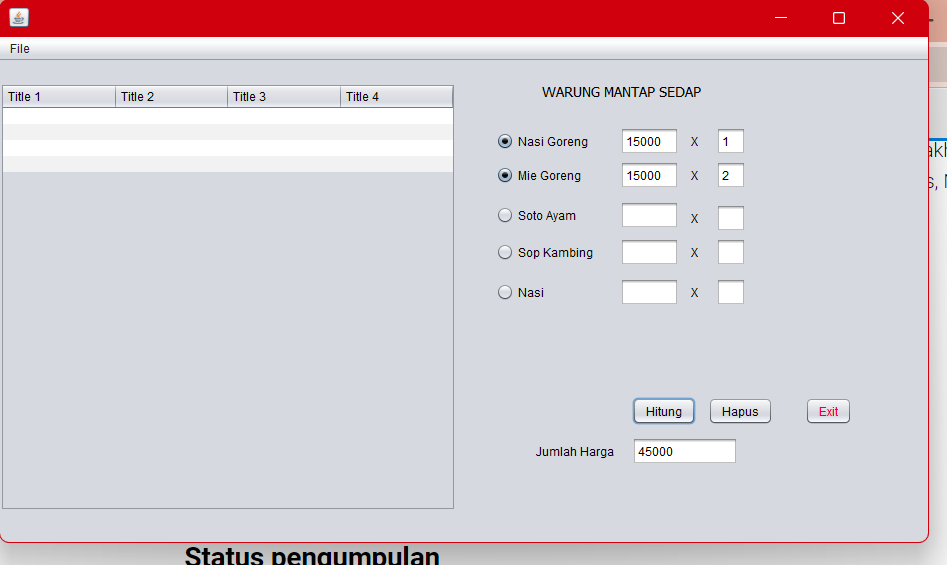 File
Title 1 Title 2 Title 3 Title 4
WARUNG MANTAP SEDAP
Nasi Goreng 15000 X 1
Mie Goreng 15000 X 2
Soto Ayam X
Sop Kambing X
Nasi X
Hitung Hapus Exit
Jumlah Harga 45000
Status pengumpulan